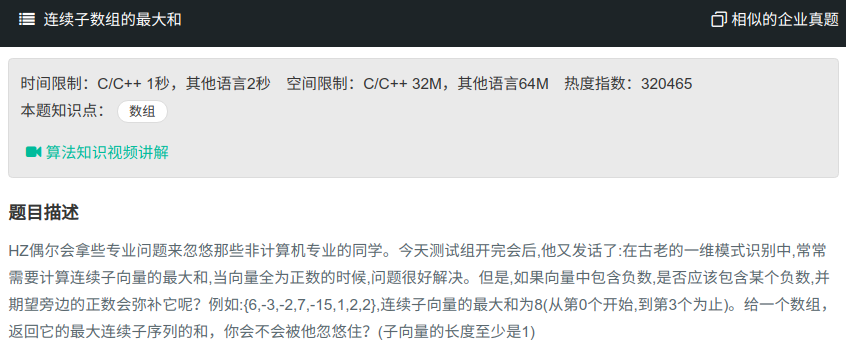 连续子数组的最大和
相似的企业真题
时间限制：C/C++ 1秒，其他语言2秒 空间限制：C/C++ 32M，其他语言64M 热度指数：320465
本题知识点： 数组
算法知识视频讲解
题目描述
HZ偶尔会拿些专业问题来忽悠那些非计算机专业的同学。今天测试组开完会后,他又发话了:在古老的一维模式识别中,常常
需要计算连续子向量的最大和,当向量全为正数的时候,问题很好解决。但是,如果向量中包含负数,是否应该包含某个负数,并
期望旁边的正数会弥补它呢？例如:{6,-3,-2,7,-15,1,2,2},连续子向量的最大和为8(从第0个开始,到第3个为止)。给一个数组，
返回它的最大连续子序列的和，你会不会被他忽悠住？(子向量的长度至少是1)